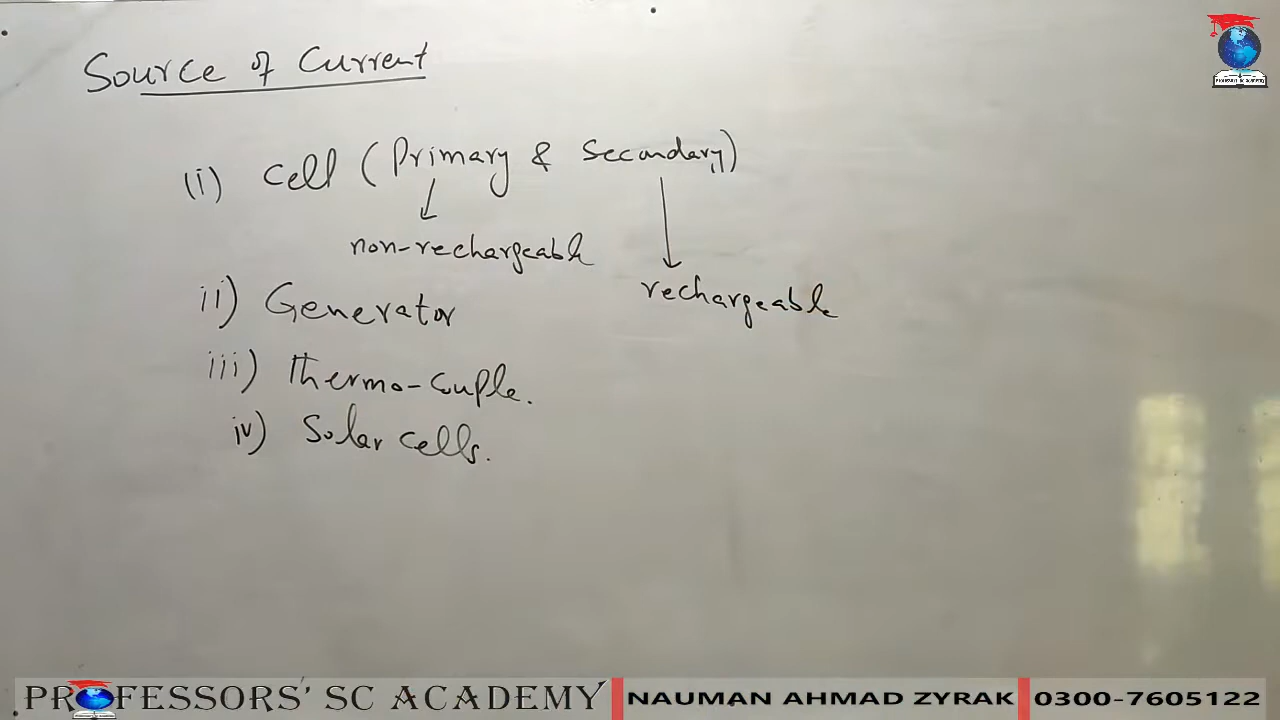 Source of Current
(i) Cell (Primary & Secondary)
non-rechargeable
rechargeable
ii) Generator
iii) thermo-couple.
iv) Solar cells.
PROFESSORS' SC ACADEMY NAUMAN AHMAD ZYRAK 0300-7605122